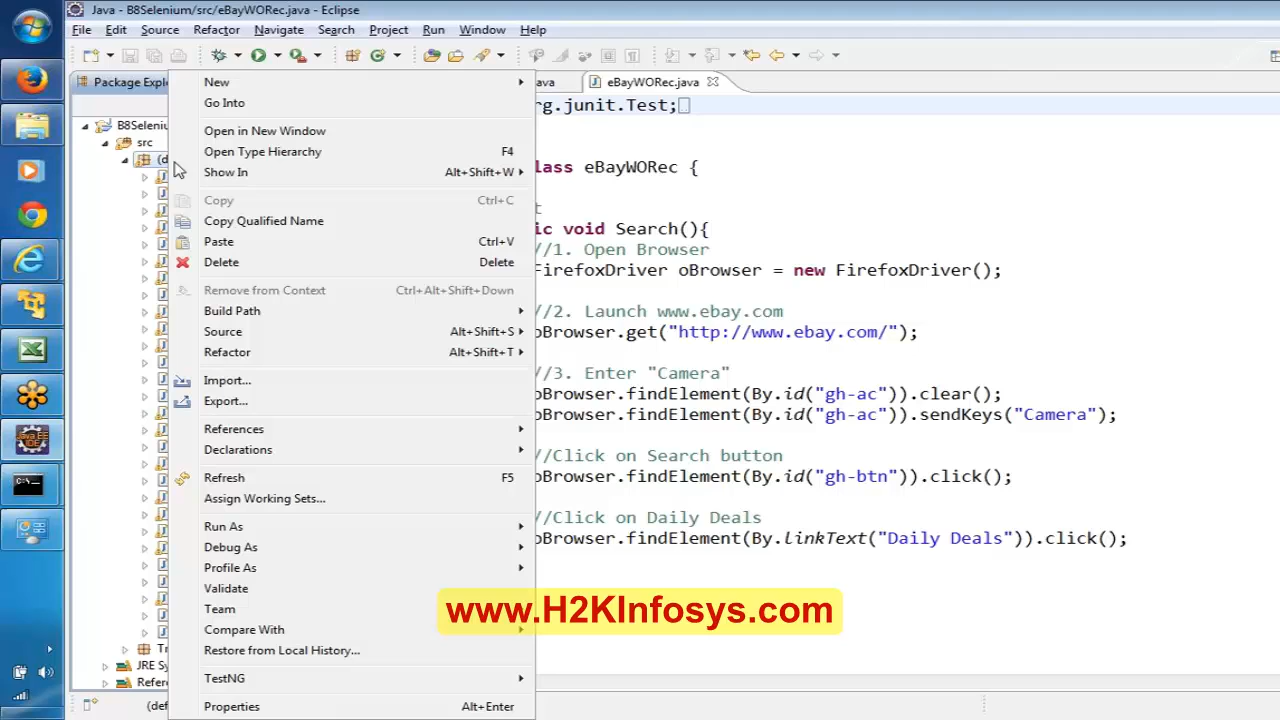 Java - B8Selenium/src/eBayWORec.java - Eclipse
File Edit Source Refactor Navigate Search Project Run Window Help
Package Expl
ava
eBayWORec.java
B8Seleniu
src
(d
JRE Sy
Refer
(def
New
Go Into
Open in New Window
Open Type Hierarchy F4
Show In Alt+Shift+W
Copy Ctrl+C
Copy Qualified Name
Paste Ctrl+V
Delete Delete
Remove from Context Ctrl+Alt+Shift+Down
Build Path
Source Alt+Shift+S
Refactor Alt+Shift+T
Import...
Export...
References
Declarations
Refresh F5
Assign Working Sets...
Run As
Debug As
Profile As
Validate
Team
Compare With
Restore from Local History...
TestNG
Properties Alt+Enter
rg.junit.Test;
lass eBayWORec {
t
ic void Search(){
//1. Open Browser
FirefoxDriver oBrowser = new FirefoxDriver();
//2. Launch www.ebay.com
oBrowser.get("http://www.ebay.com/");
//3. Enter "Camera"
oBrowser.findElement(By.id("gh-ac")).clear();
oBrowser.findElement(By.id("gh-ac")).sendKeys("Camera");
//Click on Search button
oBrowser.findElement(By.id("gh-btn")).click();
//Click on Daily Deals
oBrowser.findElement(By.linkText("Daily Deals")).click();
www.H2KInfosys.com